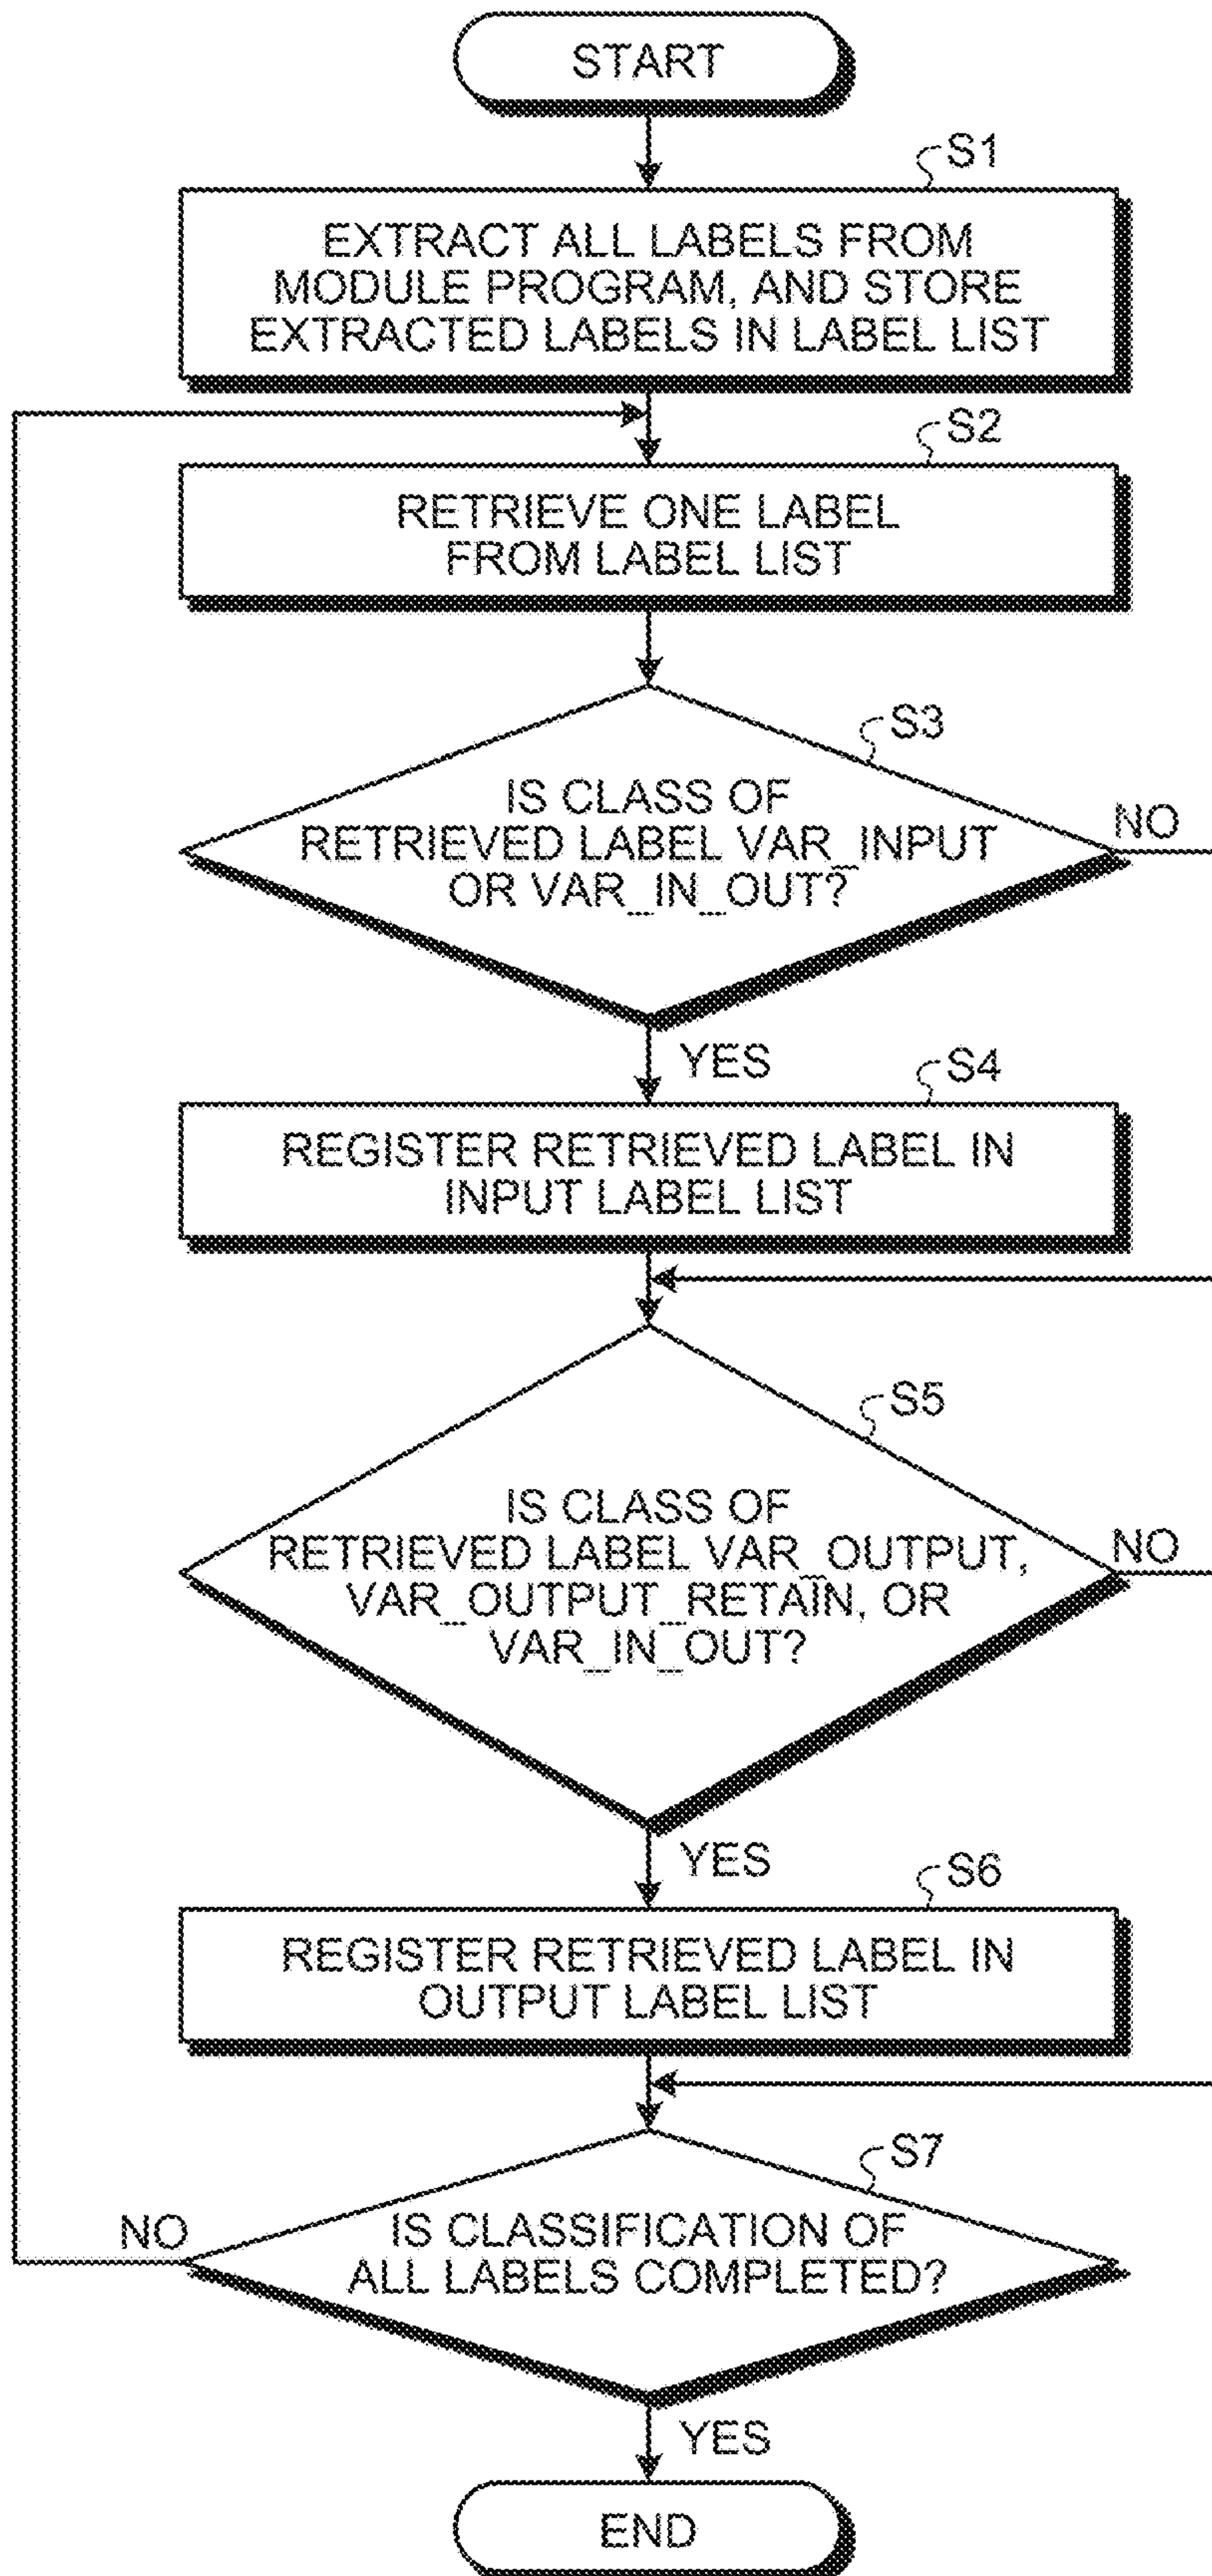 START
S1
EXTRACT ALL LABELS FROM
MODULE PROGRAM, AND STORE
EXTRACTED LABELS IN LABEL LIST
S2
RETRIEVE ONE LABEL
FROM LABEL LIST
S3
IS CLASS OF
RETRIEVED LABEL VAR_INPUT
OR VAR_IN_OUT?
NO
YES
S4
REGISTER RETRIEVED LABEL IN
INPUT LABEL LIST
S5
IS CLASS OF
RETRIEVED LABEL VAR_OUTPUT,
VAR_OUTPUT_RETAIN, OR
VAR_IN_OUT?
NO
YES
S6
REGISTER RETRIEVED LABEL IN
OUTPUT LABEL LIST
S7
NO
IS CLASSIFICATION OF
ALL LABELS COMPLETED?
YES
END